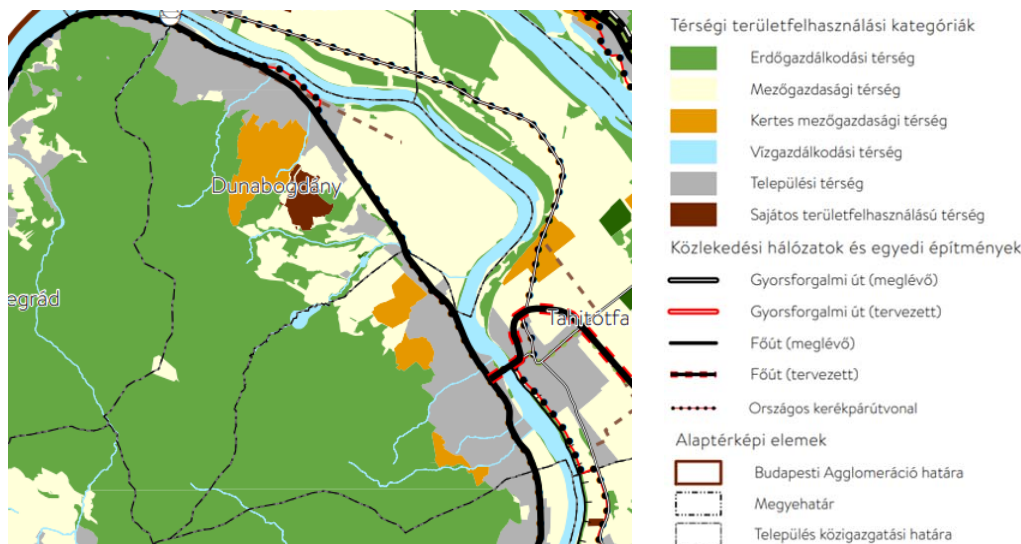 Dunabogdány
egrád
Tahitótfa
Térségi területfelhasználási kategóriák
Erdőgazdálkodási térség
Mezőgazdasági térség
Kertes mezőgazdasági térség
Vízgazdálkodási térség
Települési térség
Sajátos területfelhasználású térség
Közlekedési hálózatok és egyedi építmények
Gyorsforgalmi út (meglévő)
Gyorsforgalmi út (tervezett)
Főút (meglévő)
Főút (tervezett)
Országos kerékpárútvonal
Alaptérképi elemek
Budapesti Agglomeráció határa
Megyehatár
Település közigazgatási határa